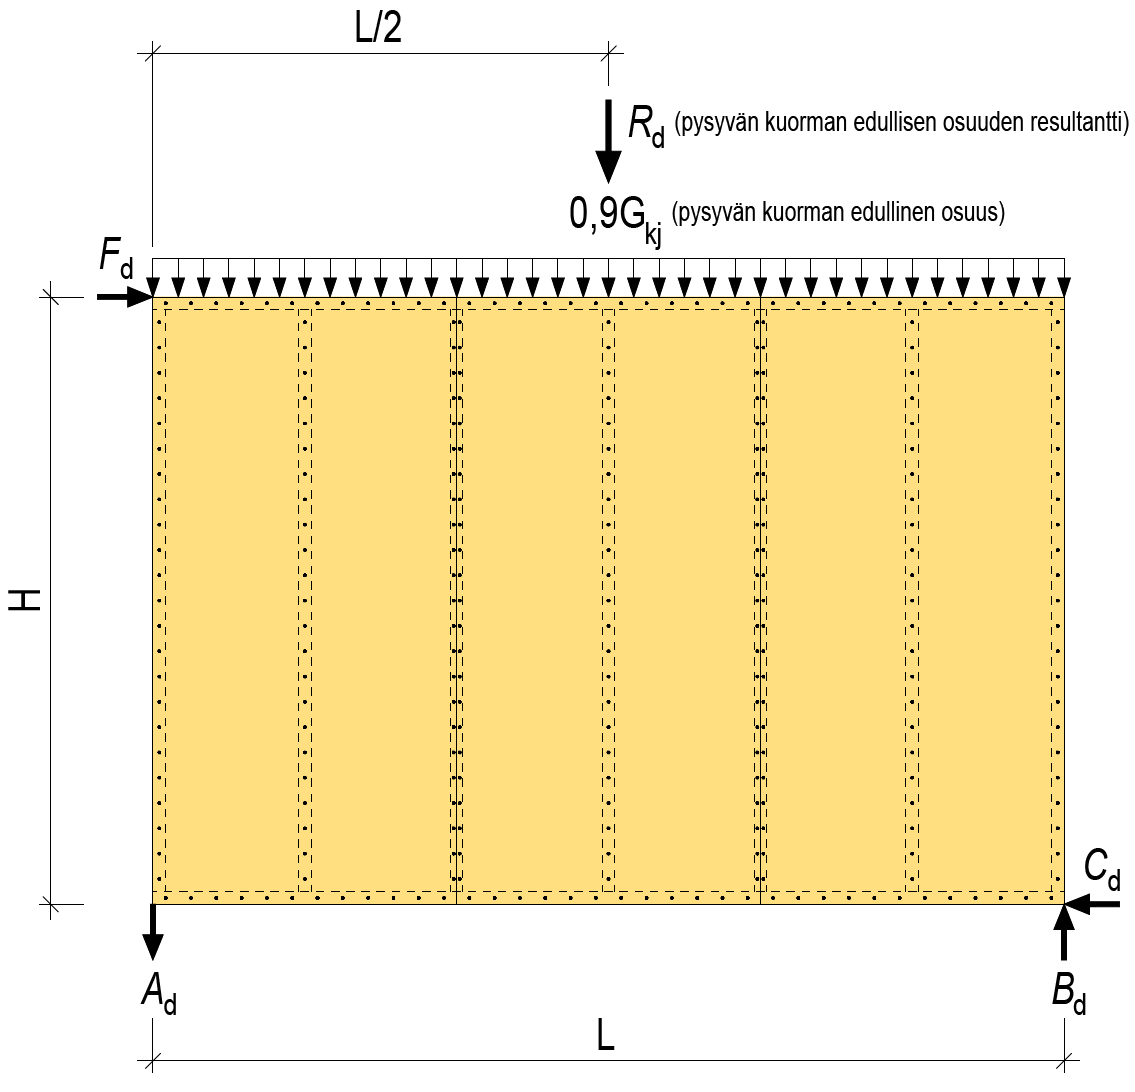 L/2
Rd (pysyvän kuorman edullisen osuuden resultantti)
0,9Gkj (pysyvän kuorman edullinen osuus)
Fd
H
Cd
Ad
Bd
L